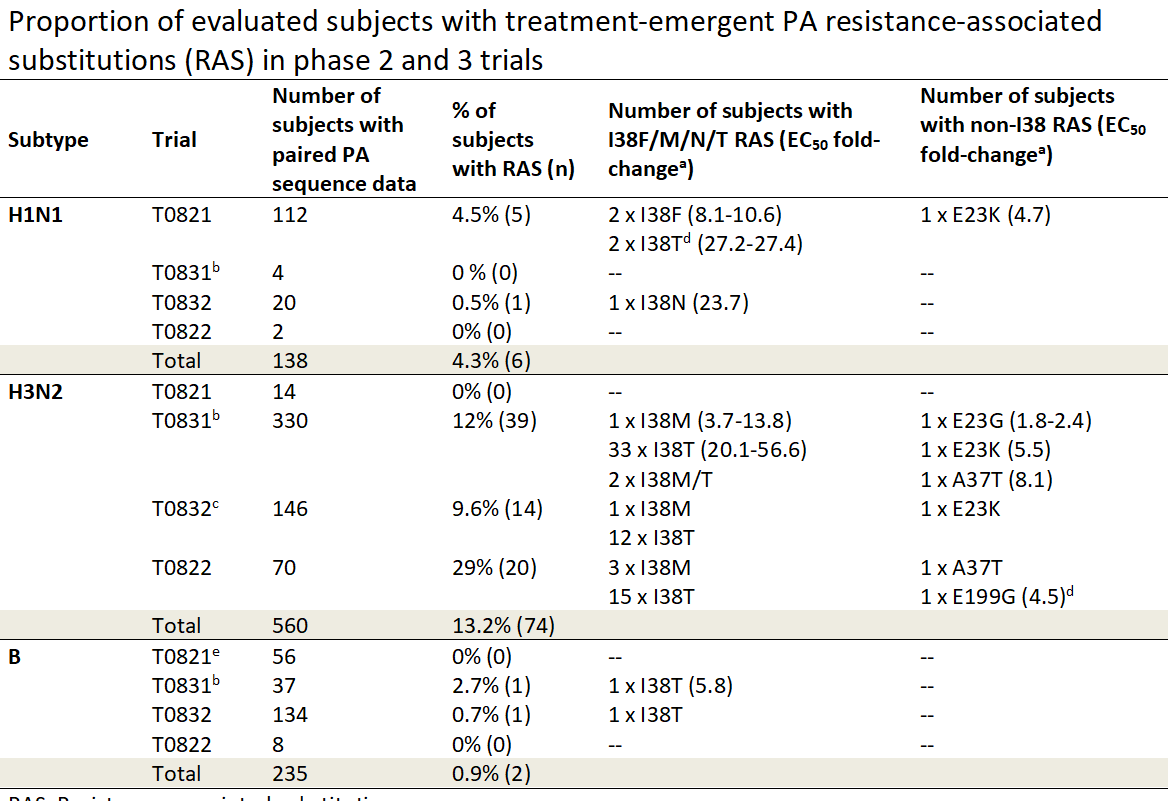 Proportion of evaluated subjects with treatment-emergent PA resistance-associated
substitutions (RAS) in phase 2 and 3 trials
Subtype Trial Number of subjects with paired PA sequence data % of subjects with RAS (n) Number of subjects with I38F/M/N/T RAS (EC50 fold-changea) Number of subjects with non-I38 RAS (EC50 fold-changea)
H1N1 T0821 112 4.5% (5) 2 x I38F (8.1-10.6) 1 x E23K (4.7)
2 x I38Td (27.2-27.4)
T0831b 4 0 % (0) -- --
T0832 20 0.5% (1) 1 x I38N (23.7) --
T0822 2 0% (0) -- --
Total 138 4.3% (6)
H3N2 T0821 14 0% (0) -- --
T0831b 330 12% (39) 1 x I38M (3.7-13.8) 1 x E23G (1.8-2.4)
33 x I38T (20.1-56.6) 1 x E23K (5.5)
2 x I38M/T 1 x A37T (8.1)
T0832c 146 9.6% (14) 1 x I38M 1 x E23K
12 x I38T
T0822 70 29% (20) 3 x I38M 1 x A37T
15 x I38T 1 x E199G (4.5)d
Total 560 13.2% (74)
B T0821e 56 0% (0) -- --
T0831b 37 2.7% (1) 1 x I38T (5.8) --
T0832 134 0.7% (1) 1 x I38T --
T0822 8 0% (0) -- --
Total 235 0.9% (2)